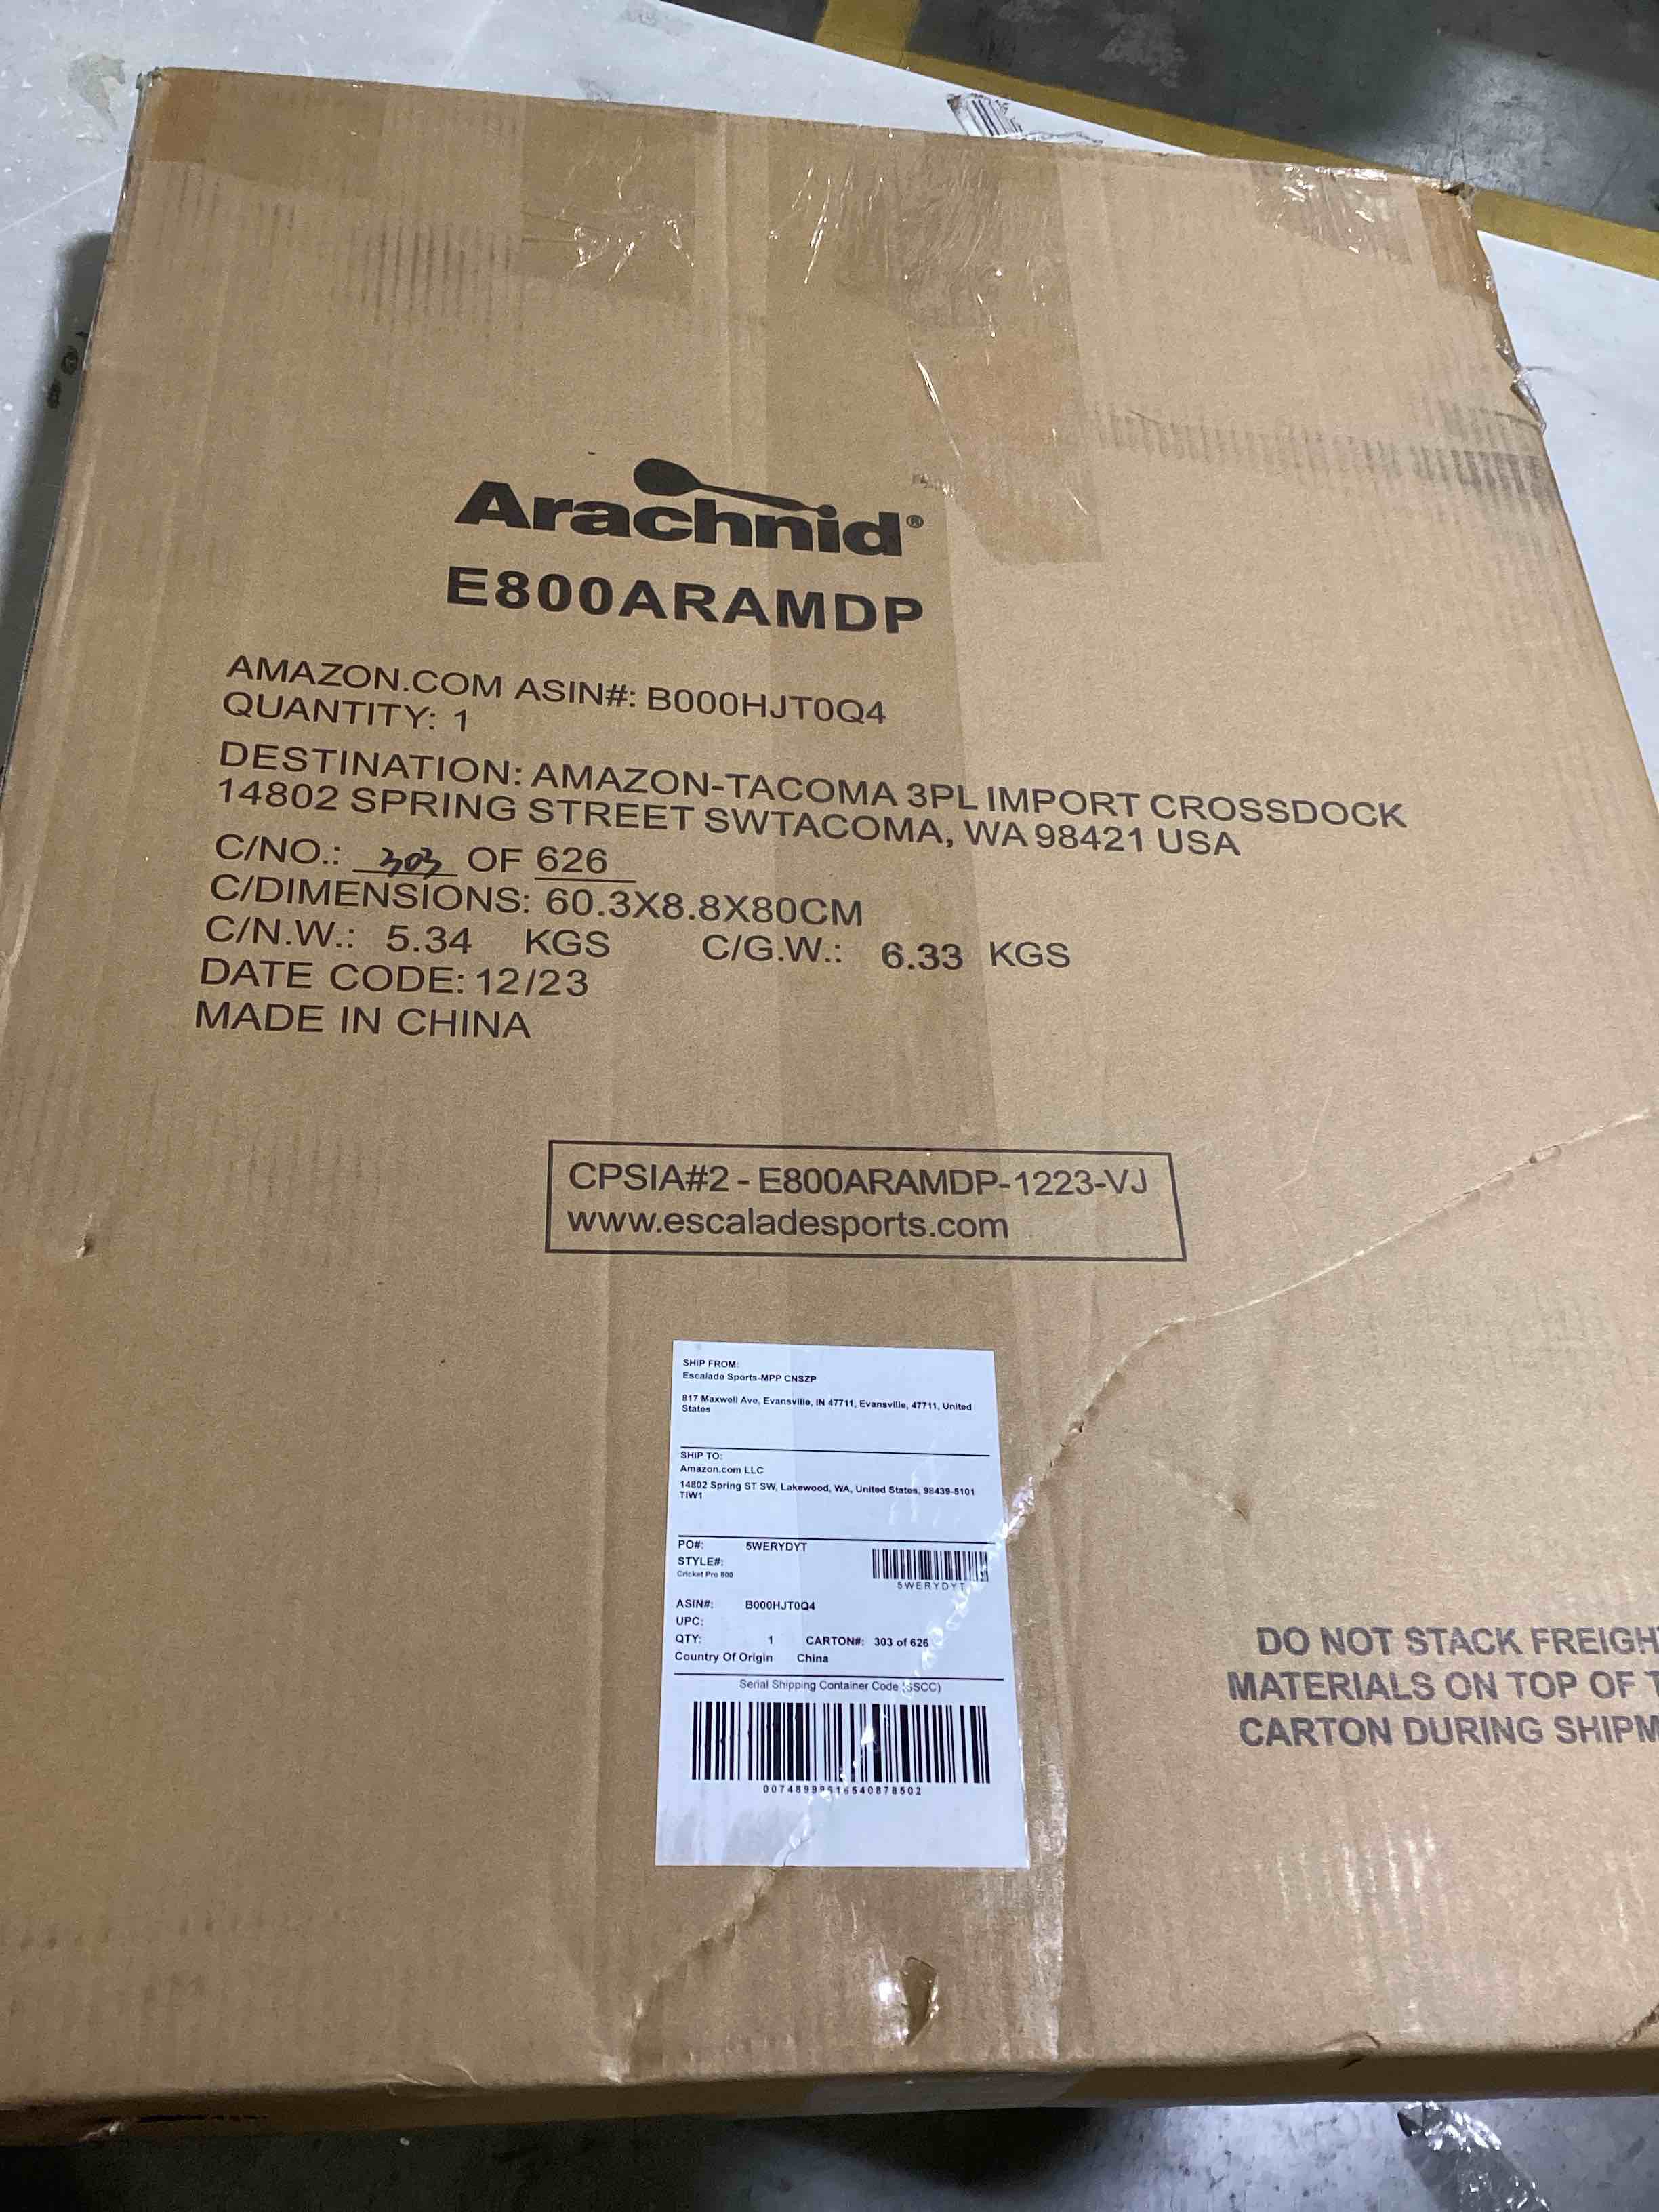 Arachnid®
E800ARAMDP
AMAZON.COM ASIN#: B000HJT0Q4
QUANTITY: 1
DESTINATION: AMAZON-TACOMA 3PL IMPORT CROSSDOCK
14802 SPRING STREET SWTACOMA, WA 98421 USA
C/NO.: 303 OF 626
C/DIMENSIONS: 60.3X8.8X80CM
C/N.W.: 5.34 KGS C/G.W.: 6.33 KGS
DATE CODE: 12/23
MADE IN CHINA
CPSIA#2 - E800ARAMDP-1223-VJ
www.escaladesports.com
SHIP FROM:
Escalade Sports-MPP CNSZP
817 Maxwell Ave, Evansville, IN 47711, Evansville, 47711, United
States
SHIP TO:
Amazon.com LLC
14802 Spring ST SW, Lakewood, WA, United States, 98439-5101
TIW1
PO#: 5WERYDYT
STYLE#:
Cricket Pro 800
5WERYDYT
ASIN#: B000HJT0Q4
UPC:
QTY: 1 CARTON#: 303 of 626
Country Of Origin China
Serial Shipping Container Code (SSCC)
DO NOT STACK FREIGH
MATERIALS ON TOP OF T
CARTON DURING SHIPM